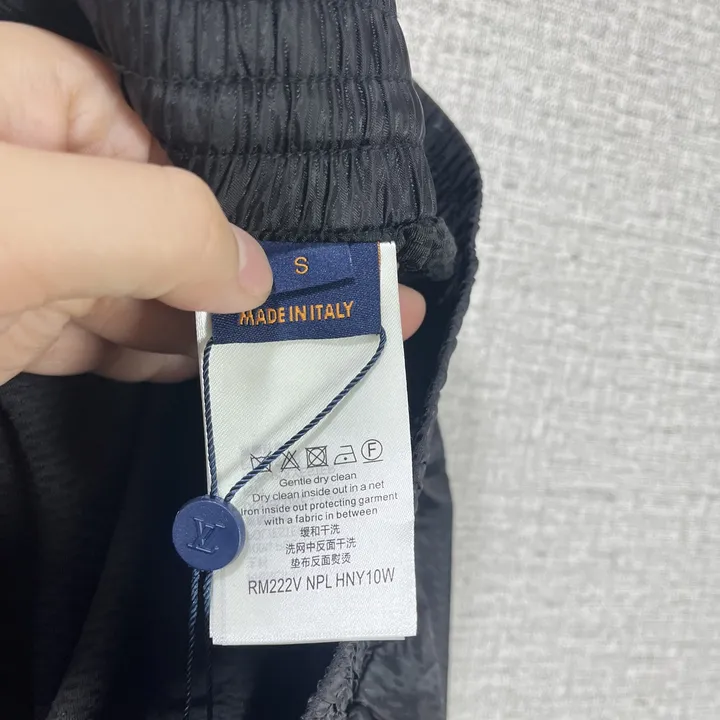 S
MADE IN ITALY
F
Gentle dry clean
Dry clean inside out in a net
Iron inside out protecting garment
with a fabric in between
缓和干洗
洗网中反面干洗
垫布反面熨烫
LV
RM222V NPL HNY10W